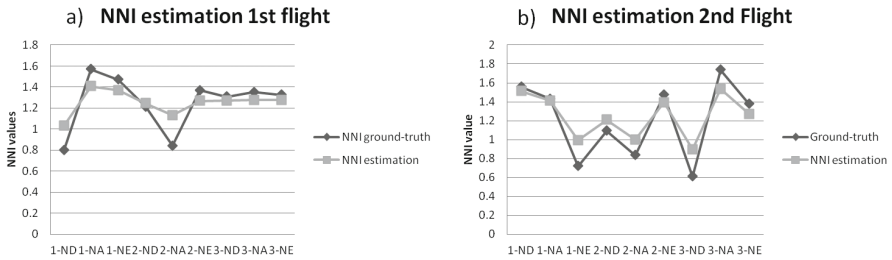 a) NNI estimation 1st flight
1.8
1.6
1.4
1.2
1
0.8
0.6
0.4
0.2
0
NNI values
1-ND 1-NA 1-NE 2-ND 2-NA 2-NE 3-ND 3-NA 3-NE
NNI ground-truth
NNI estimation
b) NNI estimation 2nd Flight
2
1.8
1.6
1.4
1.2
1
0.8
0.6
0.4
0.2
0
NNI value
1-ND 1-NA 1-NE 2-ND 2-NA 2-NE 3-ND 3-NA 3-NE
Ground-truth
NNI estimation